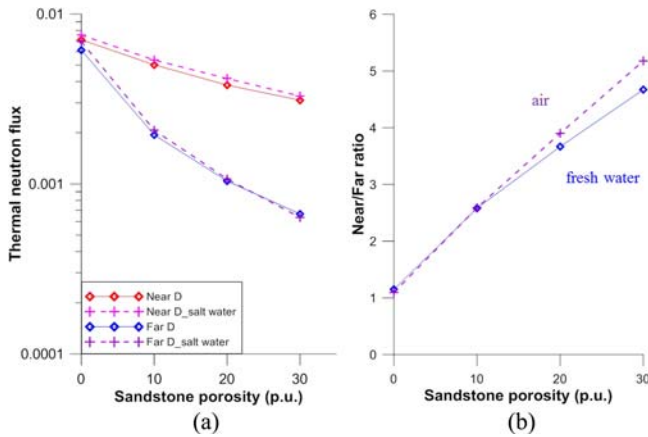 0.01
0.001
0.0001
Thermal neutron flux
Near D
Near D_salt water
Far D
Far D_salt water
0 10 20 30
Sandstone porosity (p.u.)
(a)
6
5
4
3
2
1
0
Near/Far ratio
air
fresh water
0 10 20 30
Sandstone porosity (p.u.)
(b)